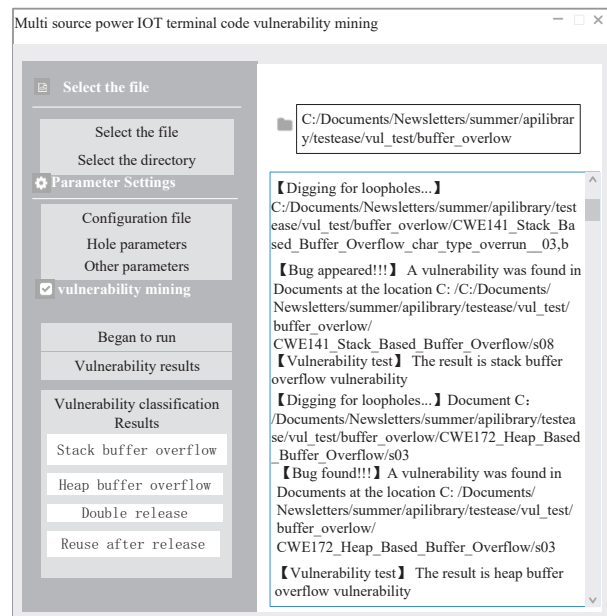 Multi source power IOT terminal code vulnerability mining
Select the file
Select the file
Select the directory
Parameter Settings
Configuration file
Hole parameters
Other parameters
vulnerability mining
Began to run
Vulnerability results
Vulnerability classification
Results
Stack buffer overflow
Heap buffer overflow
Double release
Reuse after release
C:/Documents/Newsletters/summer/apilibrar
y/testease/vul_test/buffer_overlow
【Digging for loopholes...】
C:/Documents/Newsletters/summer/apilibrary/test
ease/vul_test/buffer_overlow/CWE141_Stack_Ba
sed_Buffer_Overflow_char_type_overrun__03,b
【Bug appeared!!!】 A vulnerability was found in
Documents at the location C: /C:/Documents/
Newsletters/summer/apilibrary/testease/vul_test/
buffer_overlow/
CWE141_Stack_Based_Buffer_Overflow/s08
【Vulnerability test】 The result is stack buffer
overflow vulnerability
【Digging for loopholes...】 Document C:
/Documents/Newsletters/summer/apilibrary/testea
se/vul_test/buffer_overlow/CWE172_Heap_Based
_Buffer_Overflow/s03
【Bug found!!!】 A vulnerability was found in
Documents at the location C: /Documents/
Newsletters/summer/apilibrary/testease/vul_test/
buffer_overlow/
CWE172_Heap_Based_Buffer_Overflow/s03
【Vulnerability test】 The result is heap buffer
overflow vulnerability